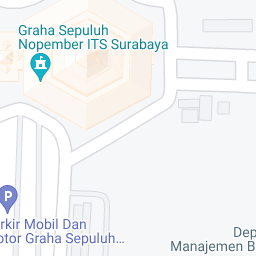 Graha Sepuluh
Nopember ITS Surabaya
P
rkir Mobil Dan
otor Graha Sepuluh...
Dep
Manajemen B